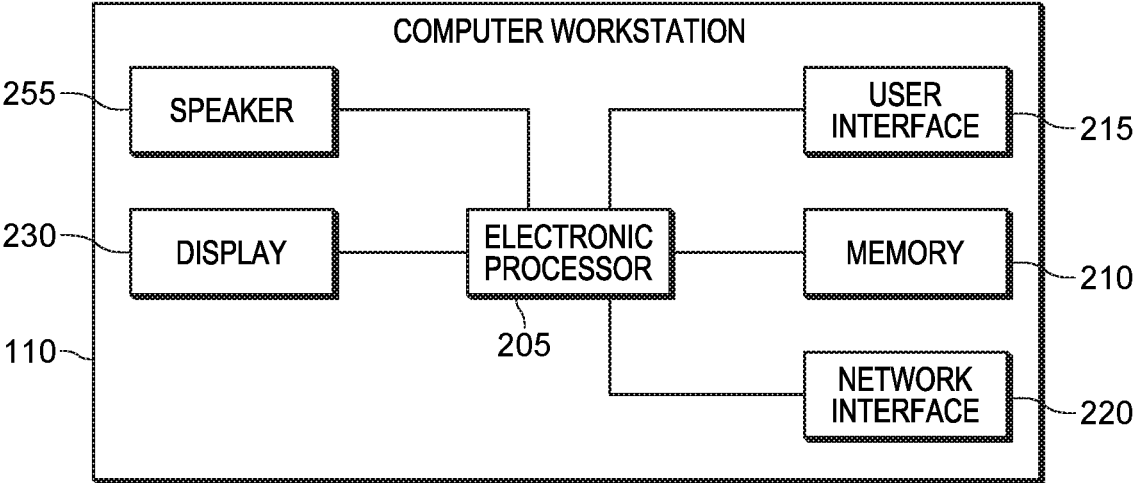 COMPUTER WORKSTATION
255
SPEAKER
USER
INTERFACE
215
230
DISPLAY
ELECTRONIC
PROCESSOR
205
MEMORY
210
110
NETWORK
INTERFACE
220